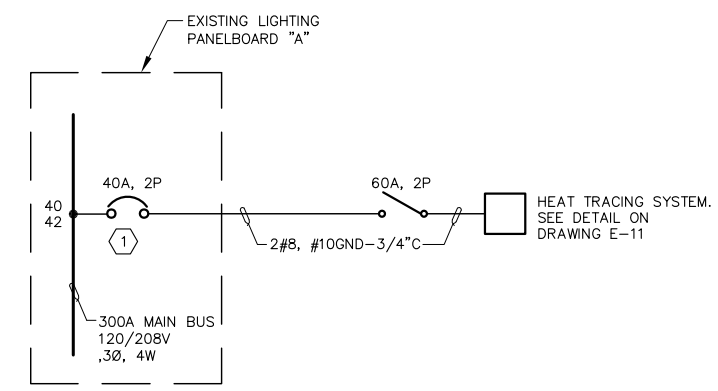 EXISTING LIGHTING
PANELBOARD "A"
40A, 2P
60A, 2P
40
42
1
HEAT TRACING SYSTEM.
SEE DETAIL ON
DRAWING E-11
2#8, #10GND-3/4"C
300A MAIN BUS
120/208V
,3Ø, 4W